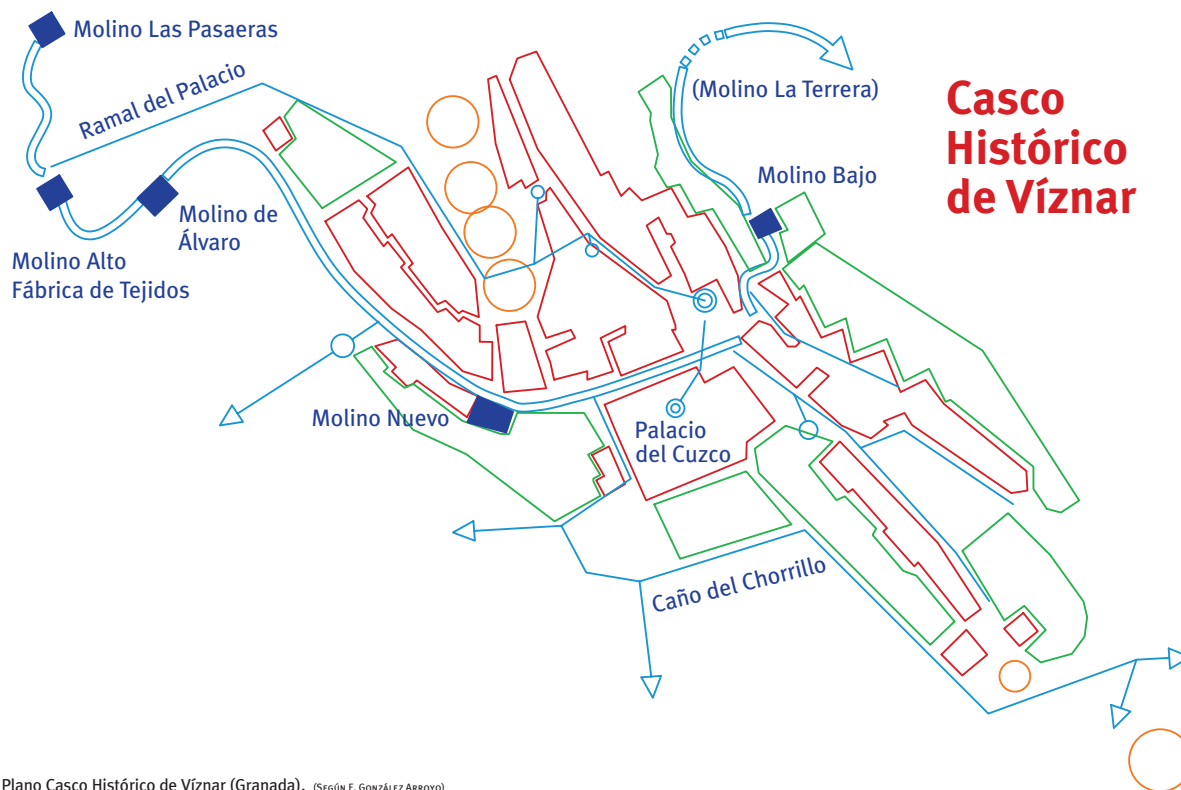 Molino Las Pasaeras
Ramal del Palacio
(Molino La Terrera)
Casco
Histórico
de Víznar
Molino Bajo
Molino de
Álvaro
Molino Alto
Fábrica de Tejidos
Molino Nuevo
Palacio
del Cuzco
Caño del Chorrillo
Plano Casco Histórico de Víznar (Granada). (Según F. González Arroyo)